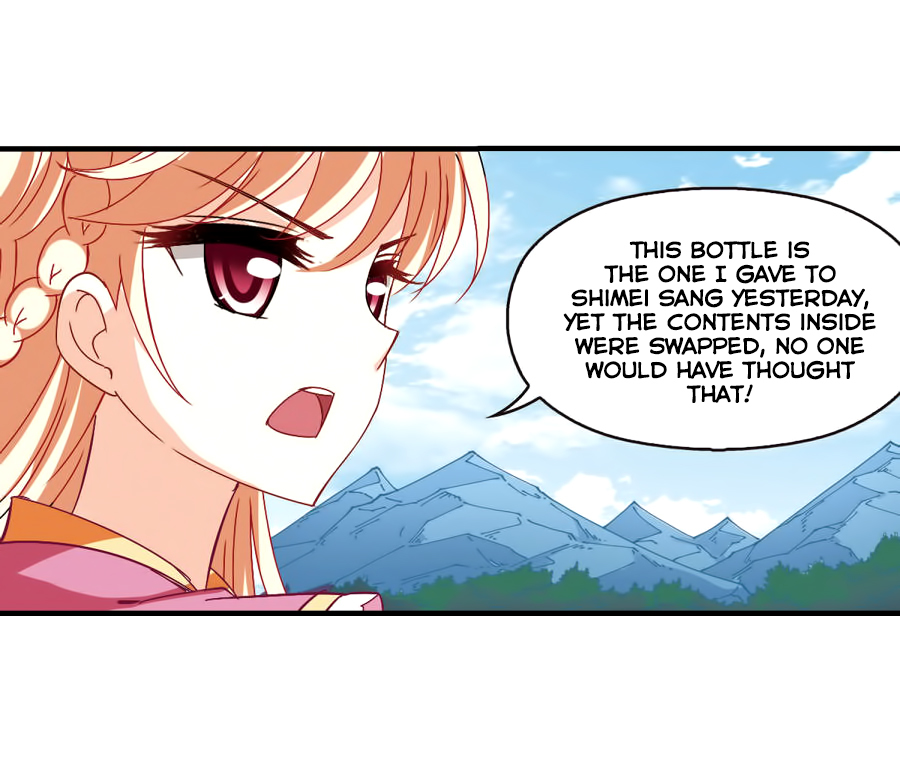 THIS BOTTLE IS
THE ONE I GAVE TO
SHIMEI SANG YESTERDAY,
YET THE CONTENTS INSIDE
WERE SWAPPED, NO ONE
WOULD HAVE THOUGHT
THAT!